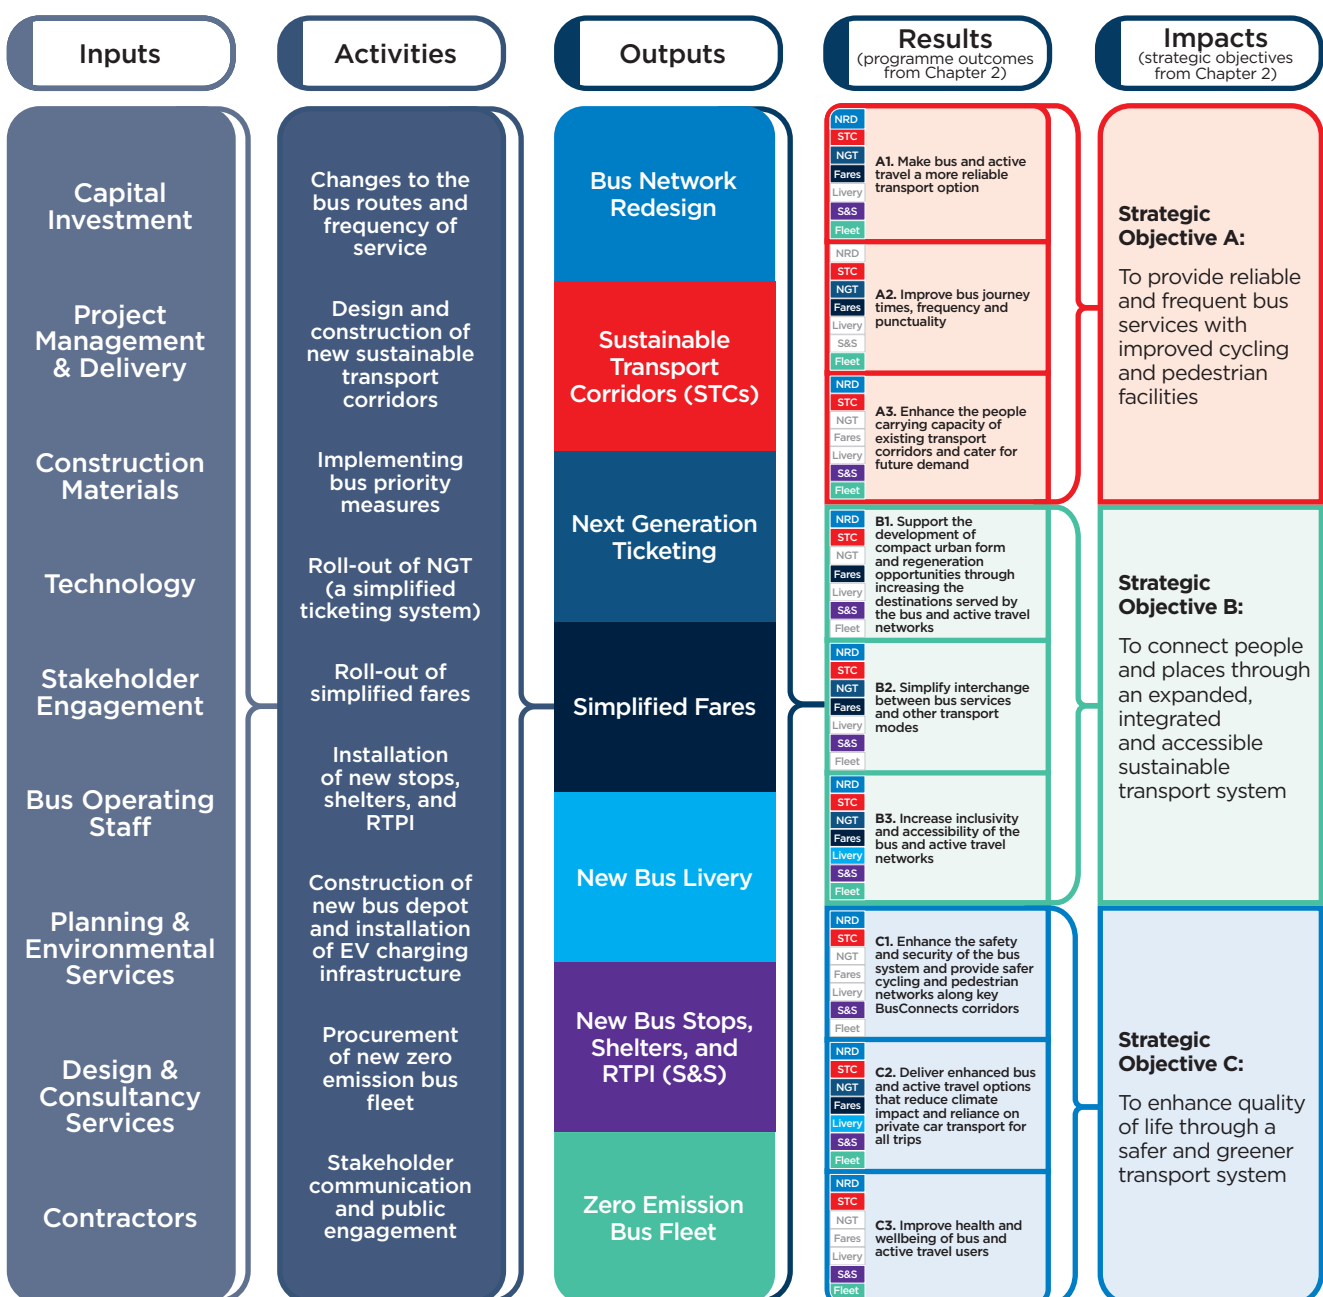 Inputs
Activities
Outputs
Results
(programme outcomes
from Chapter 2)
Impacts
(strategic objectives
from Chapter 2)
Capital
Investment
Project
Management
& Delivery
Construction
Materials
Technology
Stakeholder
Engagement
Bus Operating
Staff
Planning &
Environmental
Services
Design &
Consultancy
Services
Contractors
Changes to the
bus routes and
frequency of
service
Design and
construction of
new sustainable
transport
corridors
Implementing
bus priority
measures
Roll-out of NGT
(a simplified
ticketing system)
Roll-out of
simplified fares
Installation
of new stops,
shelters, and
RTPI
Construction of
new bus depot
and installation
of EV charging
infrastructure
Procurement
of new zero
emission bus
fleet
Stakeholder
communication
and public
engagement
Bus Network
Redesign
Sustainable
Transport
Corridors (STCs)
Next Generation
Ticketing
Simplified Fares
New Bus Livery
New Bus Stops,
Shelters, and
RTPI (S&S)
Zero Emission
Bus Fleet
NRD
STC
NGT
Fares
Livery
S&S
Fleet
A1. Make bus and active
travel a more reliable
transport option
NRD
STC
NGT
Fares
Livery
S&S
Fleet
A2. Improve bus journey
times, frequency and
punctuality
NRD
STC
NGT
Fares
Livery
S&S
Fleet
A3. Enhance the people
carrying capacity of
existing transport
corridors and cater for
future demand
NRD
STC
NGT
Fares
Livery
S&S
Fleet
B1. Support the
development of
compact urban form
and regeneration
opportunities through
increasing the
destinations served by
the bus and active travel
networks
NRD
STC
NGT
Fares
Livery
S&S
Fleet
B2. Simplify interchange
between bus services
and other transport
modes
NRD
STC
NGT
Fares
Livery
S&S
Fleet
B3. Increase inclusivity
and accessibility of the
bus and active travel
networks
NRD
STC
NGT
Fares
Livery
S&S
Fleet
C1. Enhance the safety
and security of the bus
system and provide safer
cycling and pedestrian
networks along key
BusConnects corridors
NRD
STC
NGT
Fares
Livery
S&S
Fleet
C2. Deliver enhanced bus
and active travel options
that reduce climate
impact and reliance on
private car transport for
all trips
NRD
STC
NGT
Fares
Livery
S&S
Fleet
C3. Improve health and
wellbeing of bus and
active travel users
Strategic
Objective A:
To provide reliable
and frequent bus
services with
improved cycling
and pedestrian
facilities
Strategic
Objective B:
To connect people
and places through
an expanded,
integrated
and accessible
sustainable
transport system
Strategic
Objective C:
To enhance quality
of life through a
safer and greener
transport system